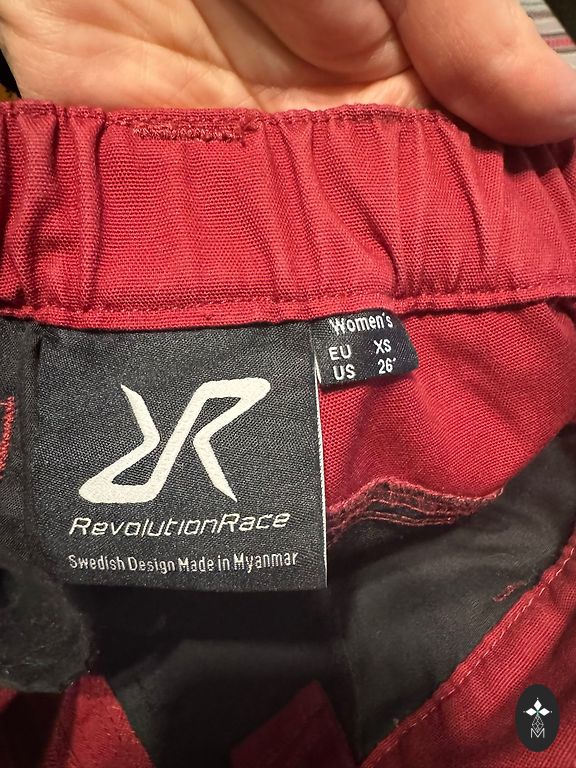 Women's
EU XS
US 26"
RevolutionRace
Swedish Design Made in Myanmar